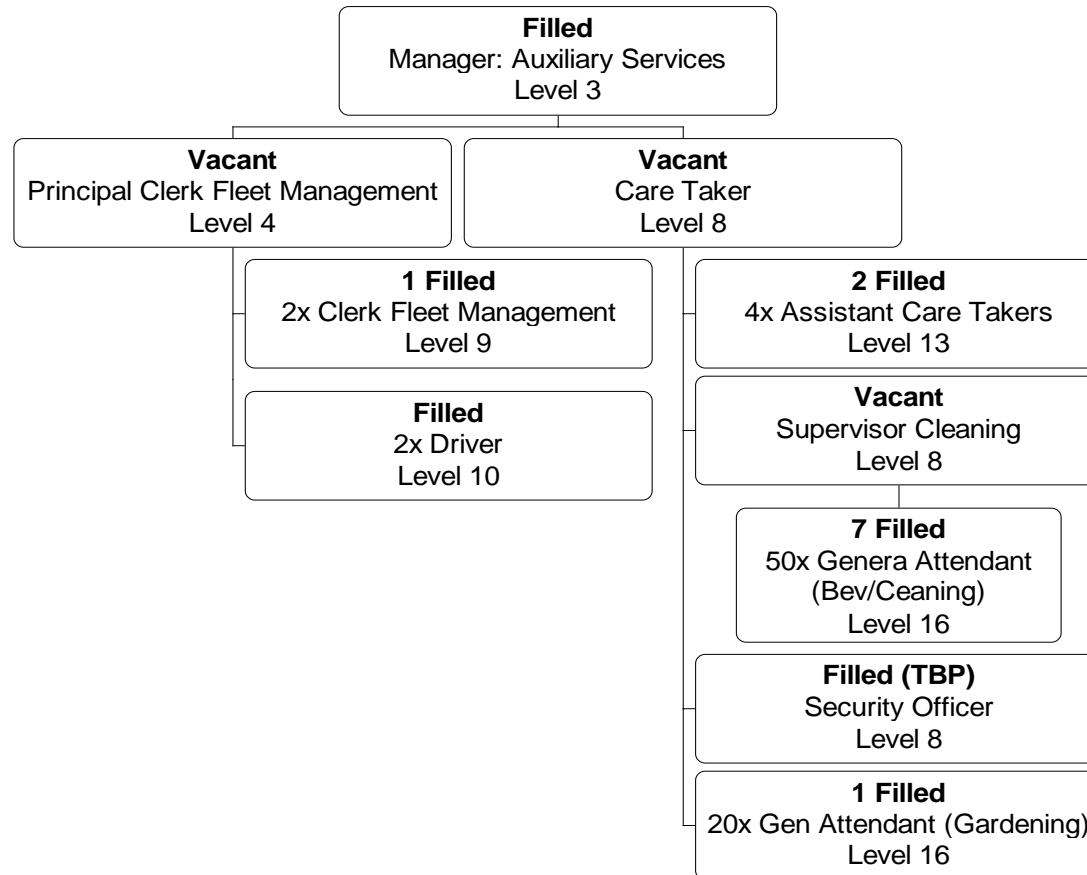 Filled
Manager: Auxiliary Services
Level 3
Vacant
Principal Clerk Fleet Management
Level 4
Vacant
Care Taker
Level 8
1 Filled
2x Clerk Fleet Management
Level 9
Filled
2x Driver
Level 10
2 Filled
4x Assistant Care Takers
Level 13
Vacant
Supervisor Cleaning
Level 8
7 Filled
50x Genera Attendant
(Bev/Ceaning)
Level 16
Filled (TBP)
Security Officer
Level 8
1 Filled
20x Gen Attendant (Gardening)
Level 16